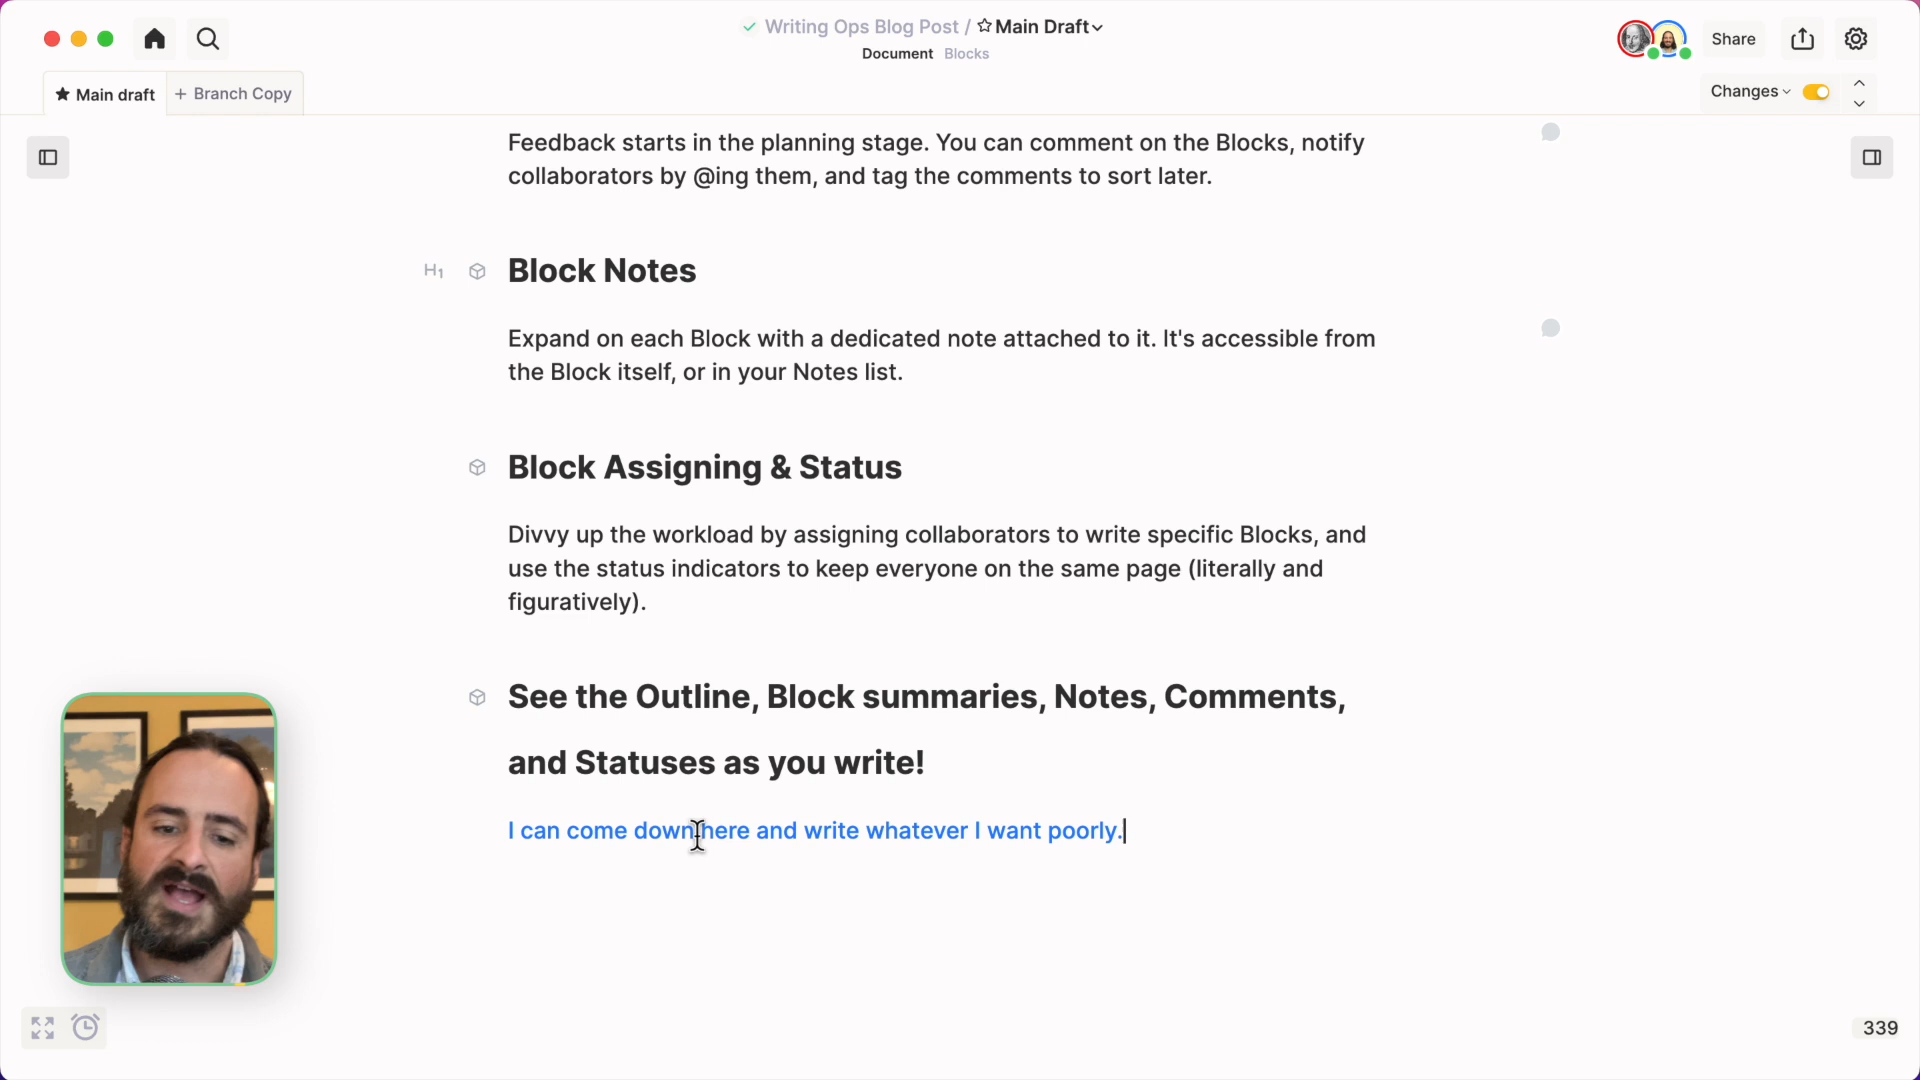 Writing Ops Blog Post / Main Draft
Document Blocks
Share
Main draft
+ Branch Copy
Changes
Feedback starts in the planning stage. You can comment on the Blocks, notify
collaborators by @ing them, and tag the comments to sort later.
H1
Block Notes
Expand on each Block with a dedicated note attached to it. It's accessible from
the Block itself, or in your Notes list.
Block Assigning & Status
Divvy up the workload by assigning collaborators to write specific Blocks, and
use the status indicators to keep everyone on the same page (literally and
figuratively).
See the Outline, Block summaries, Notes, Comments,
and Statuses as you write!
I can come down here and write whatever I want poorly.
339